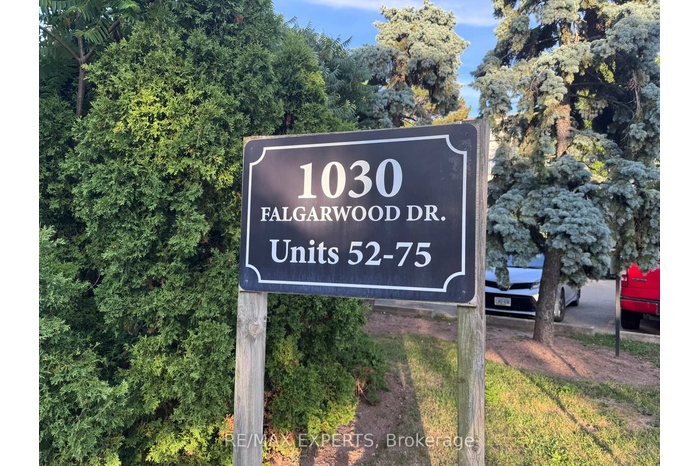 1030
FALGARWOOD DR.
Units 52-75
RE/MAX EXPERTS, Brokerage